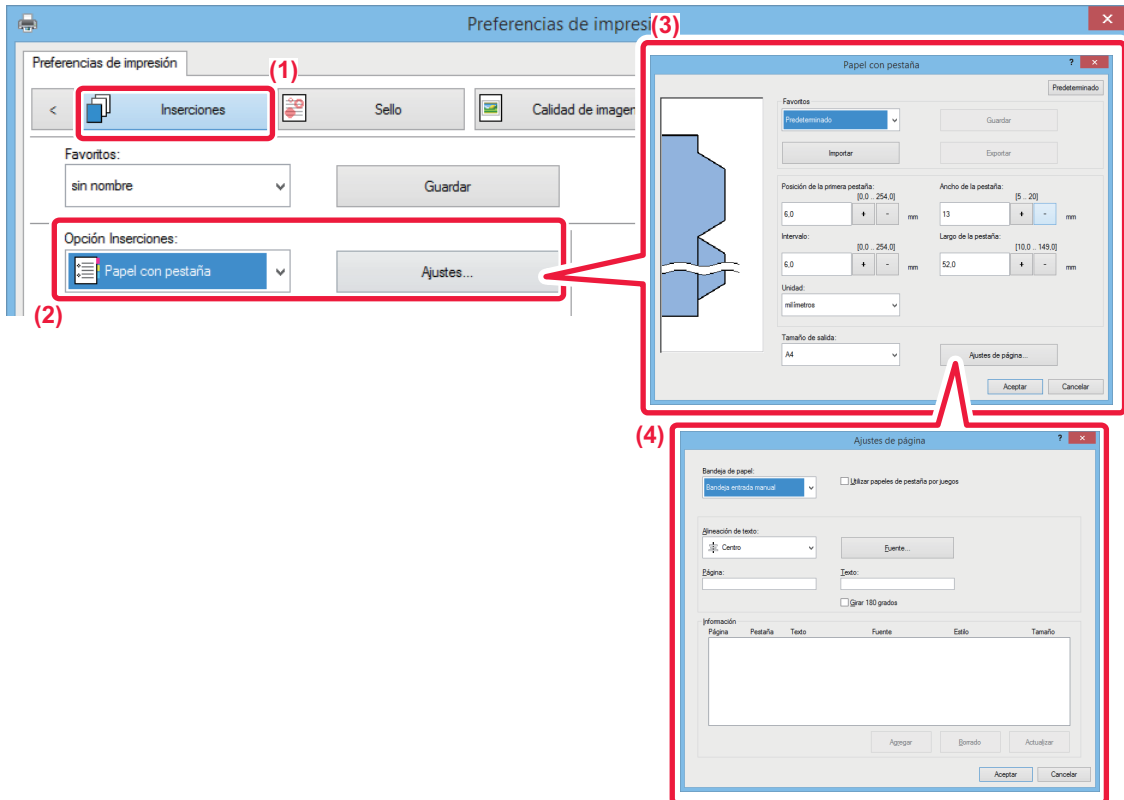 Preferencias de impresi
(3)
×
Preferencias de impresión
(1)
<
Inserciones
Sello
Calidad de imagen
Favoritos:
sin nombre
Guardar
Opción Inserciones:
Papel con pestaña
Ajustes...
(2)
Papel con pestaña
? ×
Predeterminado
Favoritos
Predeterminado
Guardar
Importar
Exportar
Posición de la primera pestaña:
[0,0 .. 254,0]
6,0
+ - mm
Ancho de la pestaña:
[5 .. 20]
13
+ - mm
Intervalo:
[0,0 .. 254,0]
6,0
+ - mm
Largo de la pestaña:
[10,0 .. 149,0]
52,0
+ - mm
Unidad:
milímetros
Tamaño de salida:
A4
Ajustes de página...
Aceptar
Cancelar
(4)
Ajustes de página
? ×
Bandeja de papel:
Bandeja entrada manual
Utilizar papeles de pestaña por juegos
Alineación de texto:
Centro
Fuente...
Página:
Texto:
Girar 180 grados
Información
Página Pestaña Texto Fuente Estilo Tamaño
Agregar
Borrado
Actualizar
Aceptar
Cancelar